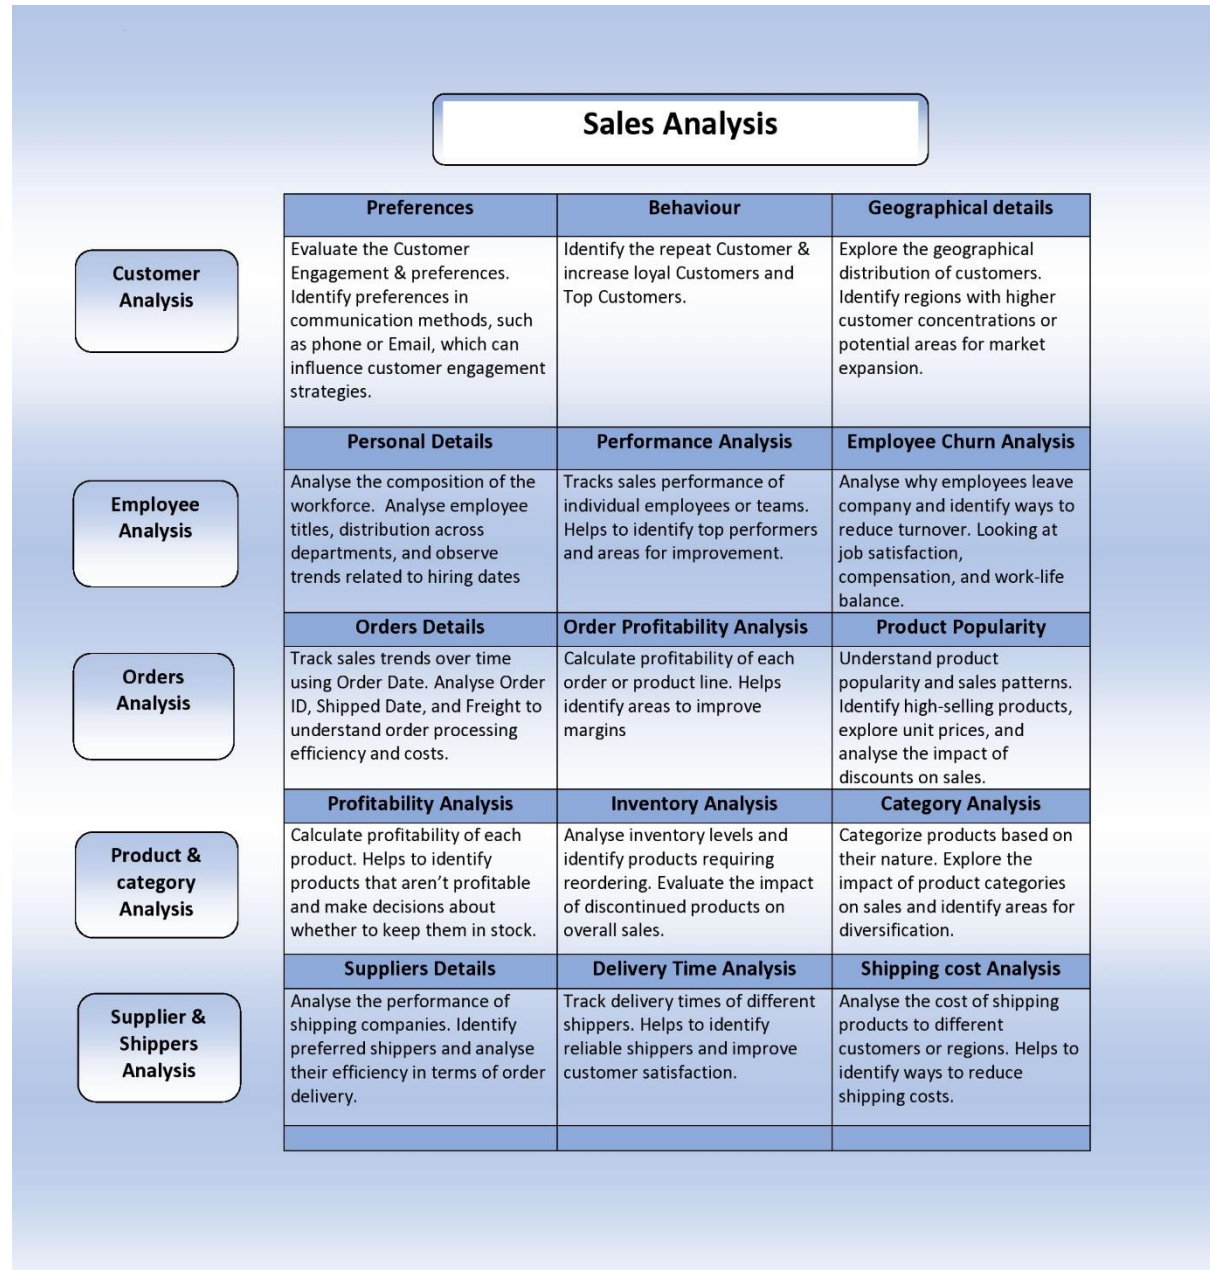 Sales Analysis
Preferences
Behaviour
Geographical details
Customer
Analysis
Evaluate the Customer
Engagement & preferences.
Identify preferences in
communication methods, such
as phone or Email, which can
influence customer engagement
strategies.
Identify the repeat Customer &
increase loyal Customers and
Top Customers.
Explore the geographical
distribution of customers.
Identify regions with higher
customer concentrations or
potential areas for market
expansion.
Personal Details
Performance Analysis
Employee Churn Analysis
Employee
Analysis
Analyse the composition of the
workforce.  Analyse employee
titles, distribution across
departments, and observe
trends related to hiring dates
Tracks sales performance of
individual employees or teams.
Helps to identify top performers
and areas for improvement.
Analyse why employees leave
company and identify ways to
reduce turnover. Looking at
job satisfaction,
compensation, and work-life
balance.
Orders Details
Order Profitability Analysis
Product Popularity
Orders
Analysis
Track sales trends over time
using Order Date. Analyse Order
ID, Shipped Date, and Freight to
understand order processing
efficiency and costs.
Calculate profitability of each
order or product line. Helps
identify areas to improve
margins
Understand product
popularity and sales patterns.
Identify high-selling products,
explore unit prices, and
analyse the impact of
discounts on sales.
Profitability Analysis
Inventory Analysis
Category Analysis
Product &
category
Analysis
Calculate profitability of each
product. Helps to identify
products that aren’t profitable
and make decisions about
whether to keep them in stock.
Analyse inventory levels and
identify products requiring
reordering. Evaluate the impact
of discontinued products on
overall sales.
Categorize products based on
their nature. Explore the
impact of product categories
on sales and identify areas for
diversification.
Suppliers Details
Delivery Time Analysis
Shipping cost Analysis
Supplier &
Shippers
Analysis
Analyse the performance of
shipping companies. Identify
preferred shippers and analyse
their efficiency in terms of order
delivery.
Track delivery times of different
shippers. Helps to identify
reliable shippers and improve
customer satisfaction.
Analyse the cost of shipping
products to different
customers or regions. Helps to
identify ways to reduce
shipping costs.